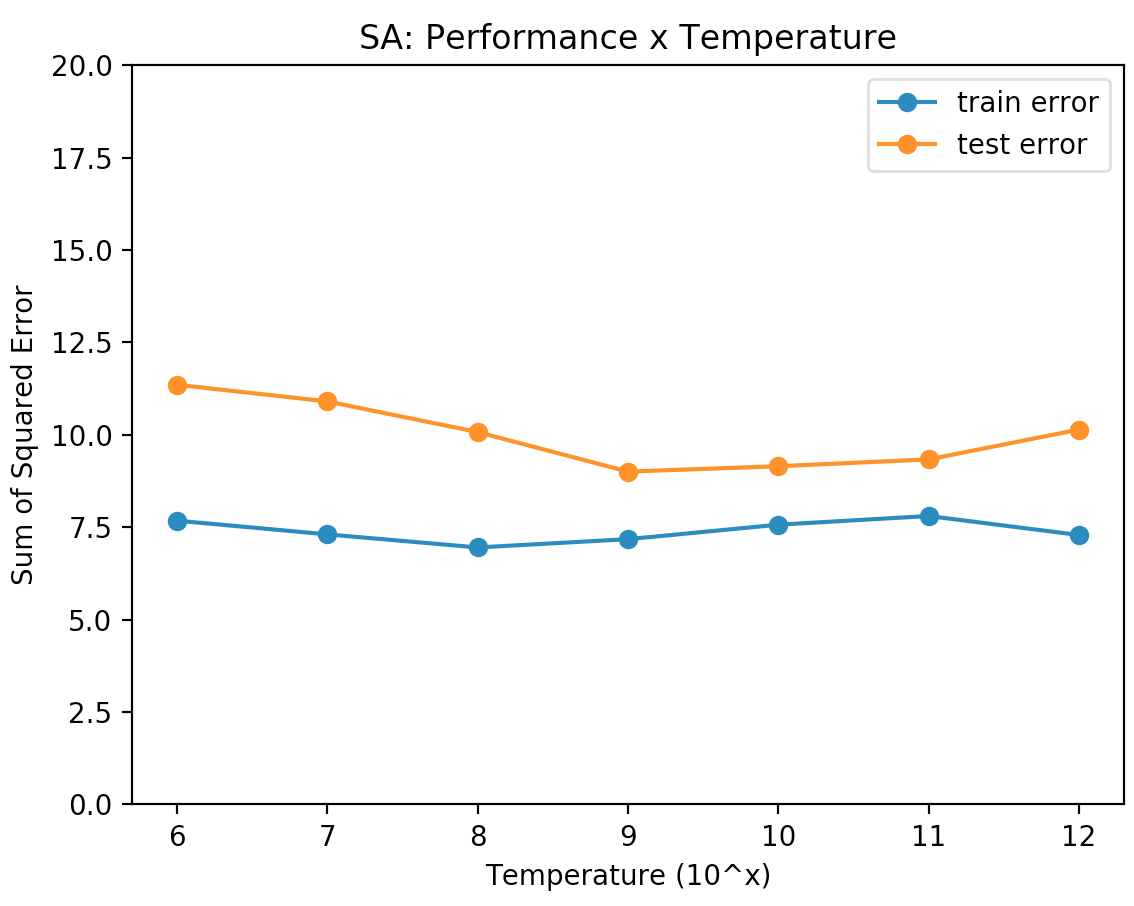 SA: Performance x Temperature
20.0
17.5
15.0
12.5
10.0
7.5
5.0
2.5
0.0
Sum of Squared Error
train error
test error
6 7 8 9 10 11 12
Temperature (10^x)